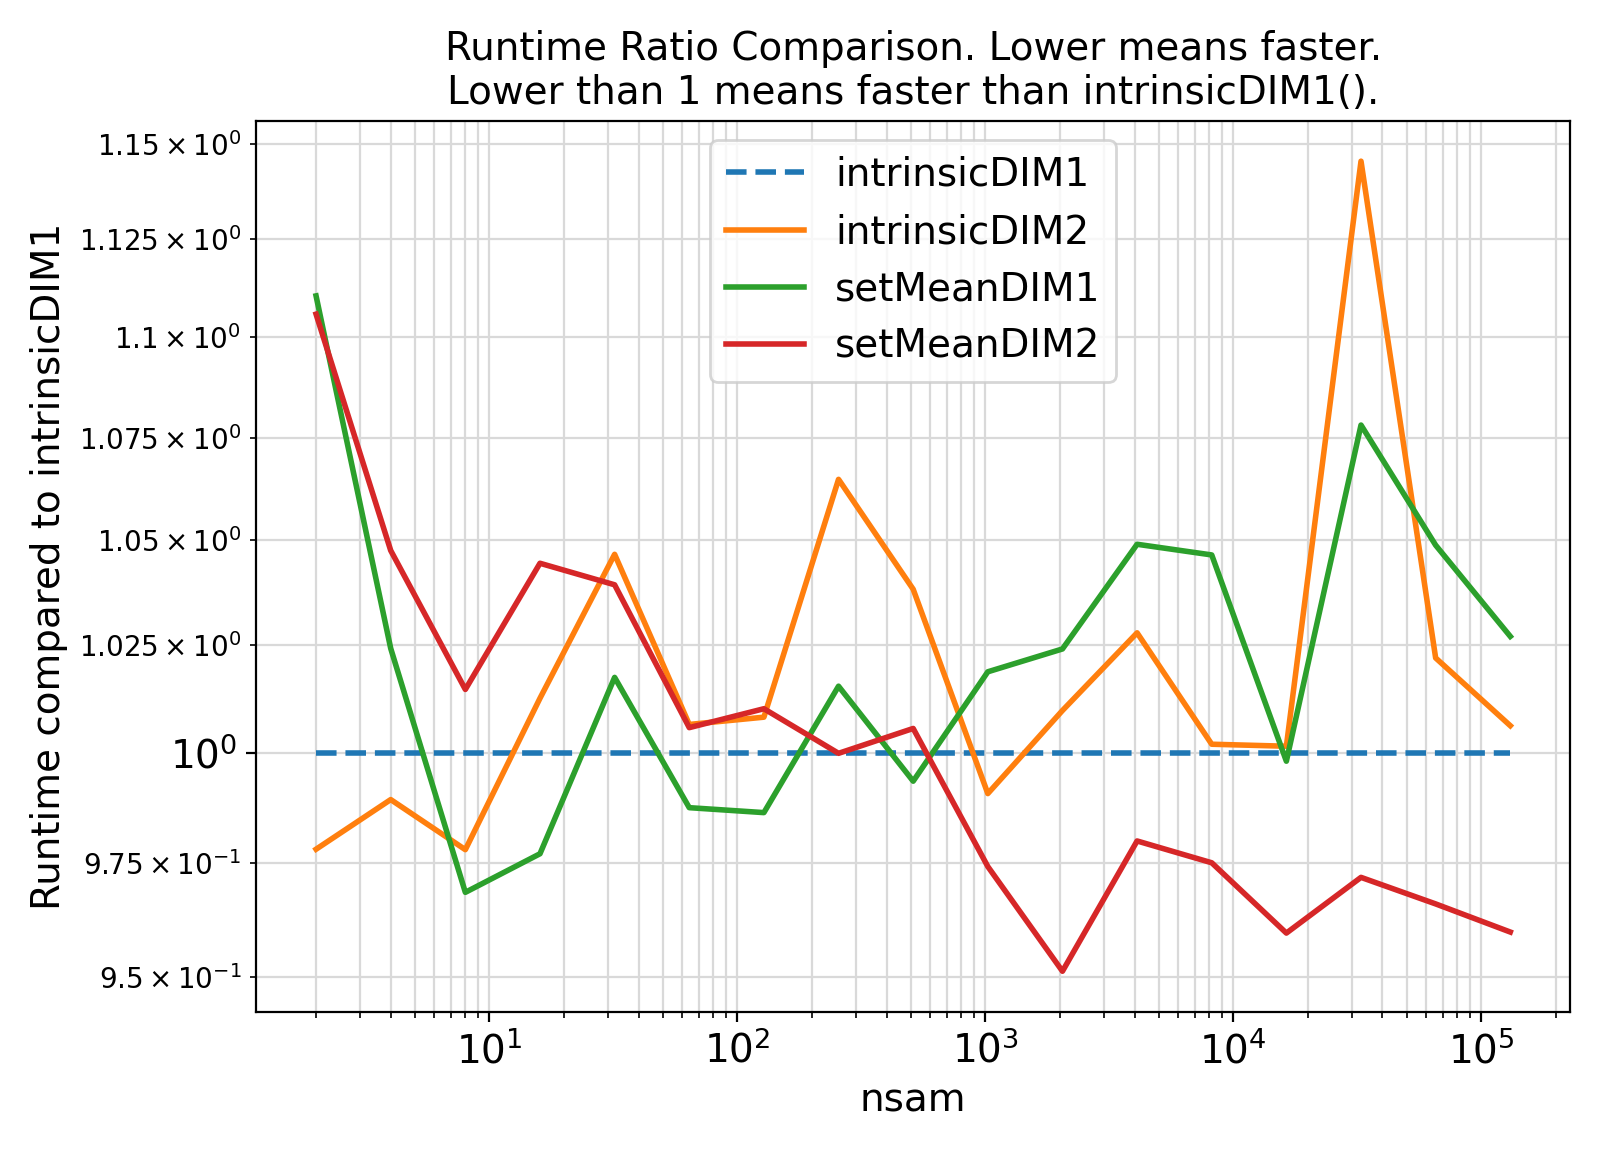 Runtime Ratio Comparison. Lower means faster.
Lower than 1 means faster than intrinsicDIM1().
Runtime compared to intrinsicDIM1
1.15 × 10⁰
1.125 × 10⁰
1.1 × 10⁰
1.075 × 10⁰
1.05 × 10⁰
1.025 × 10⁰
10⁰
9.75 × 10⁻¹
9.5 × 10⁻¹
intrinsicDIM1
intrinsicDIM2
setMeanDIM1
setMeanDIM2
10¹ 10² 10³ 10⁴ 10⁵
nsam